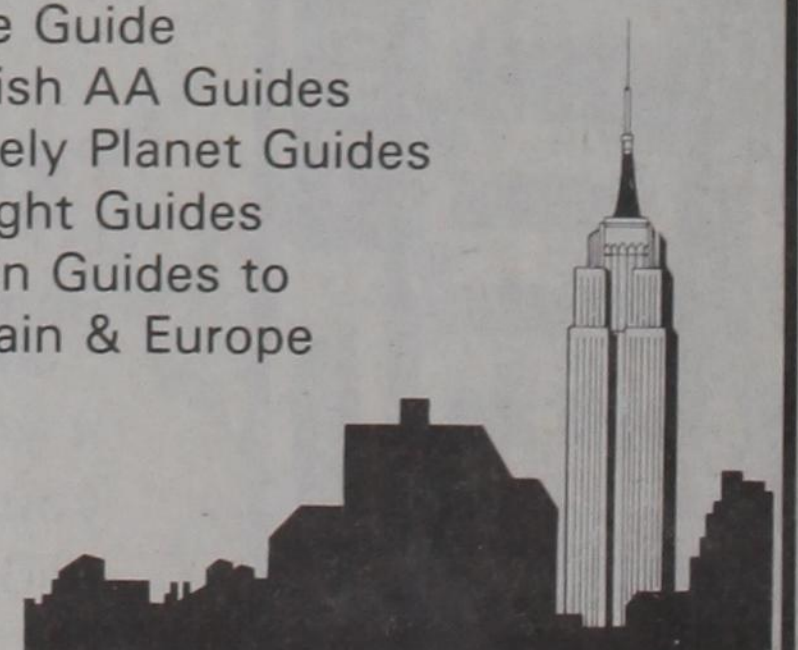 e Guide
ish AA Guides
ely Planet Guides
ght Guides
n Guides to
ain & Europe